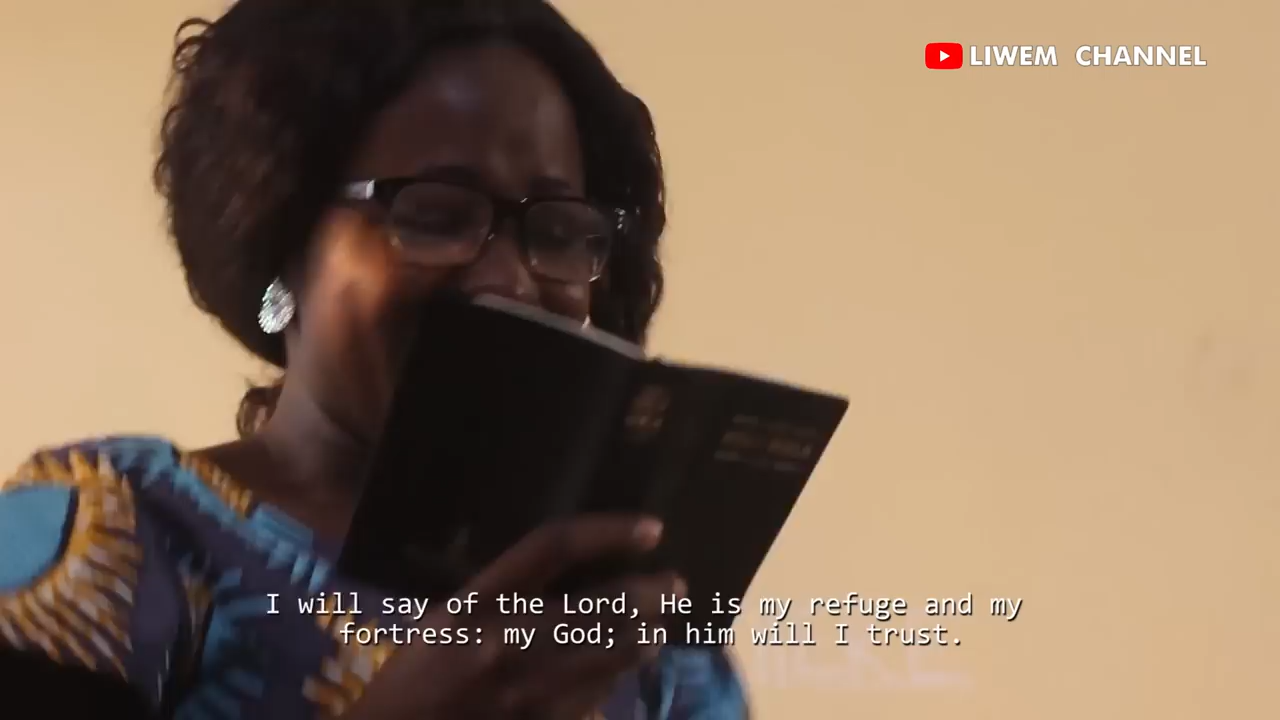 LIWEM CHANNEL
I will say of the Lord, He is my refuge and my
fortress: my God; in him will I trust.